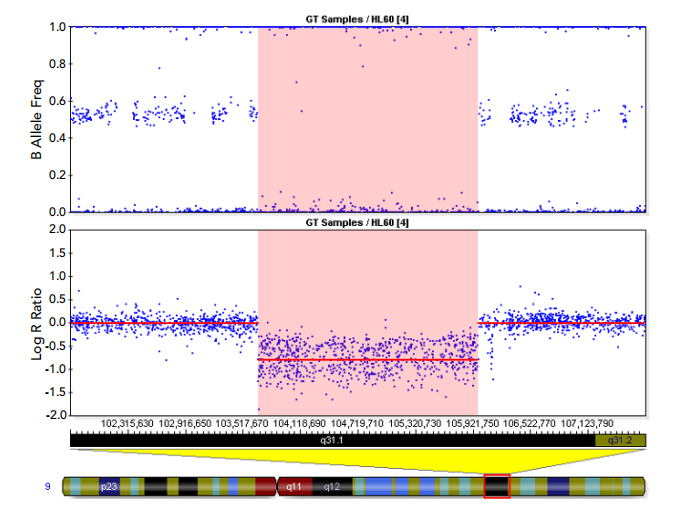 GT Samples / HL60 [4]
1.0
0.8
0.6
0.4
0.2
0.0
B Allele Freq
GT Samples / HL60 [4]
2.0
1.5
1.0
0.5
0.0
-0.5
-1.0
-1.5
-2.0
Log R Ratio
102,315,630 102,916,650 103,517,670 104,118,690 104,719,710 105,320,730 105,921,750 106,522,770 107,123,790
q31.1 q31.2
9 p23 q11 q12